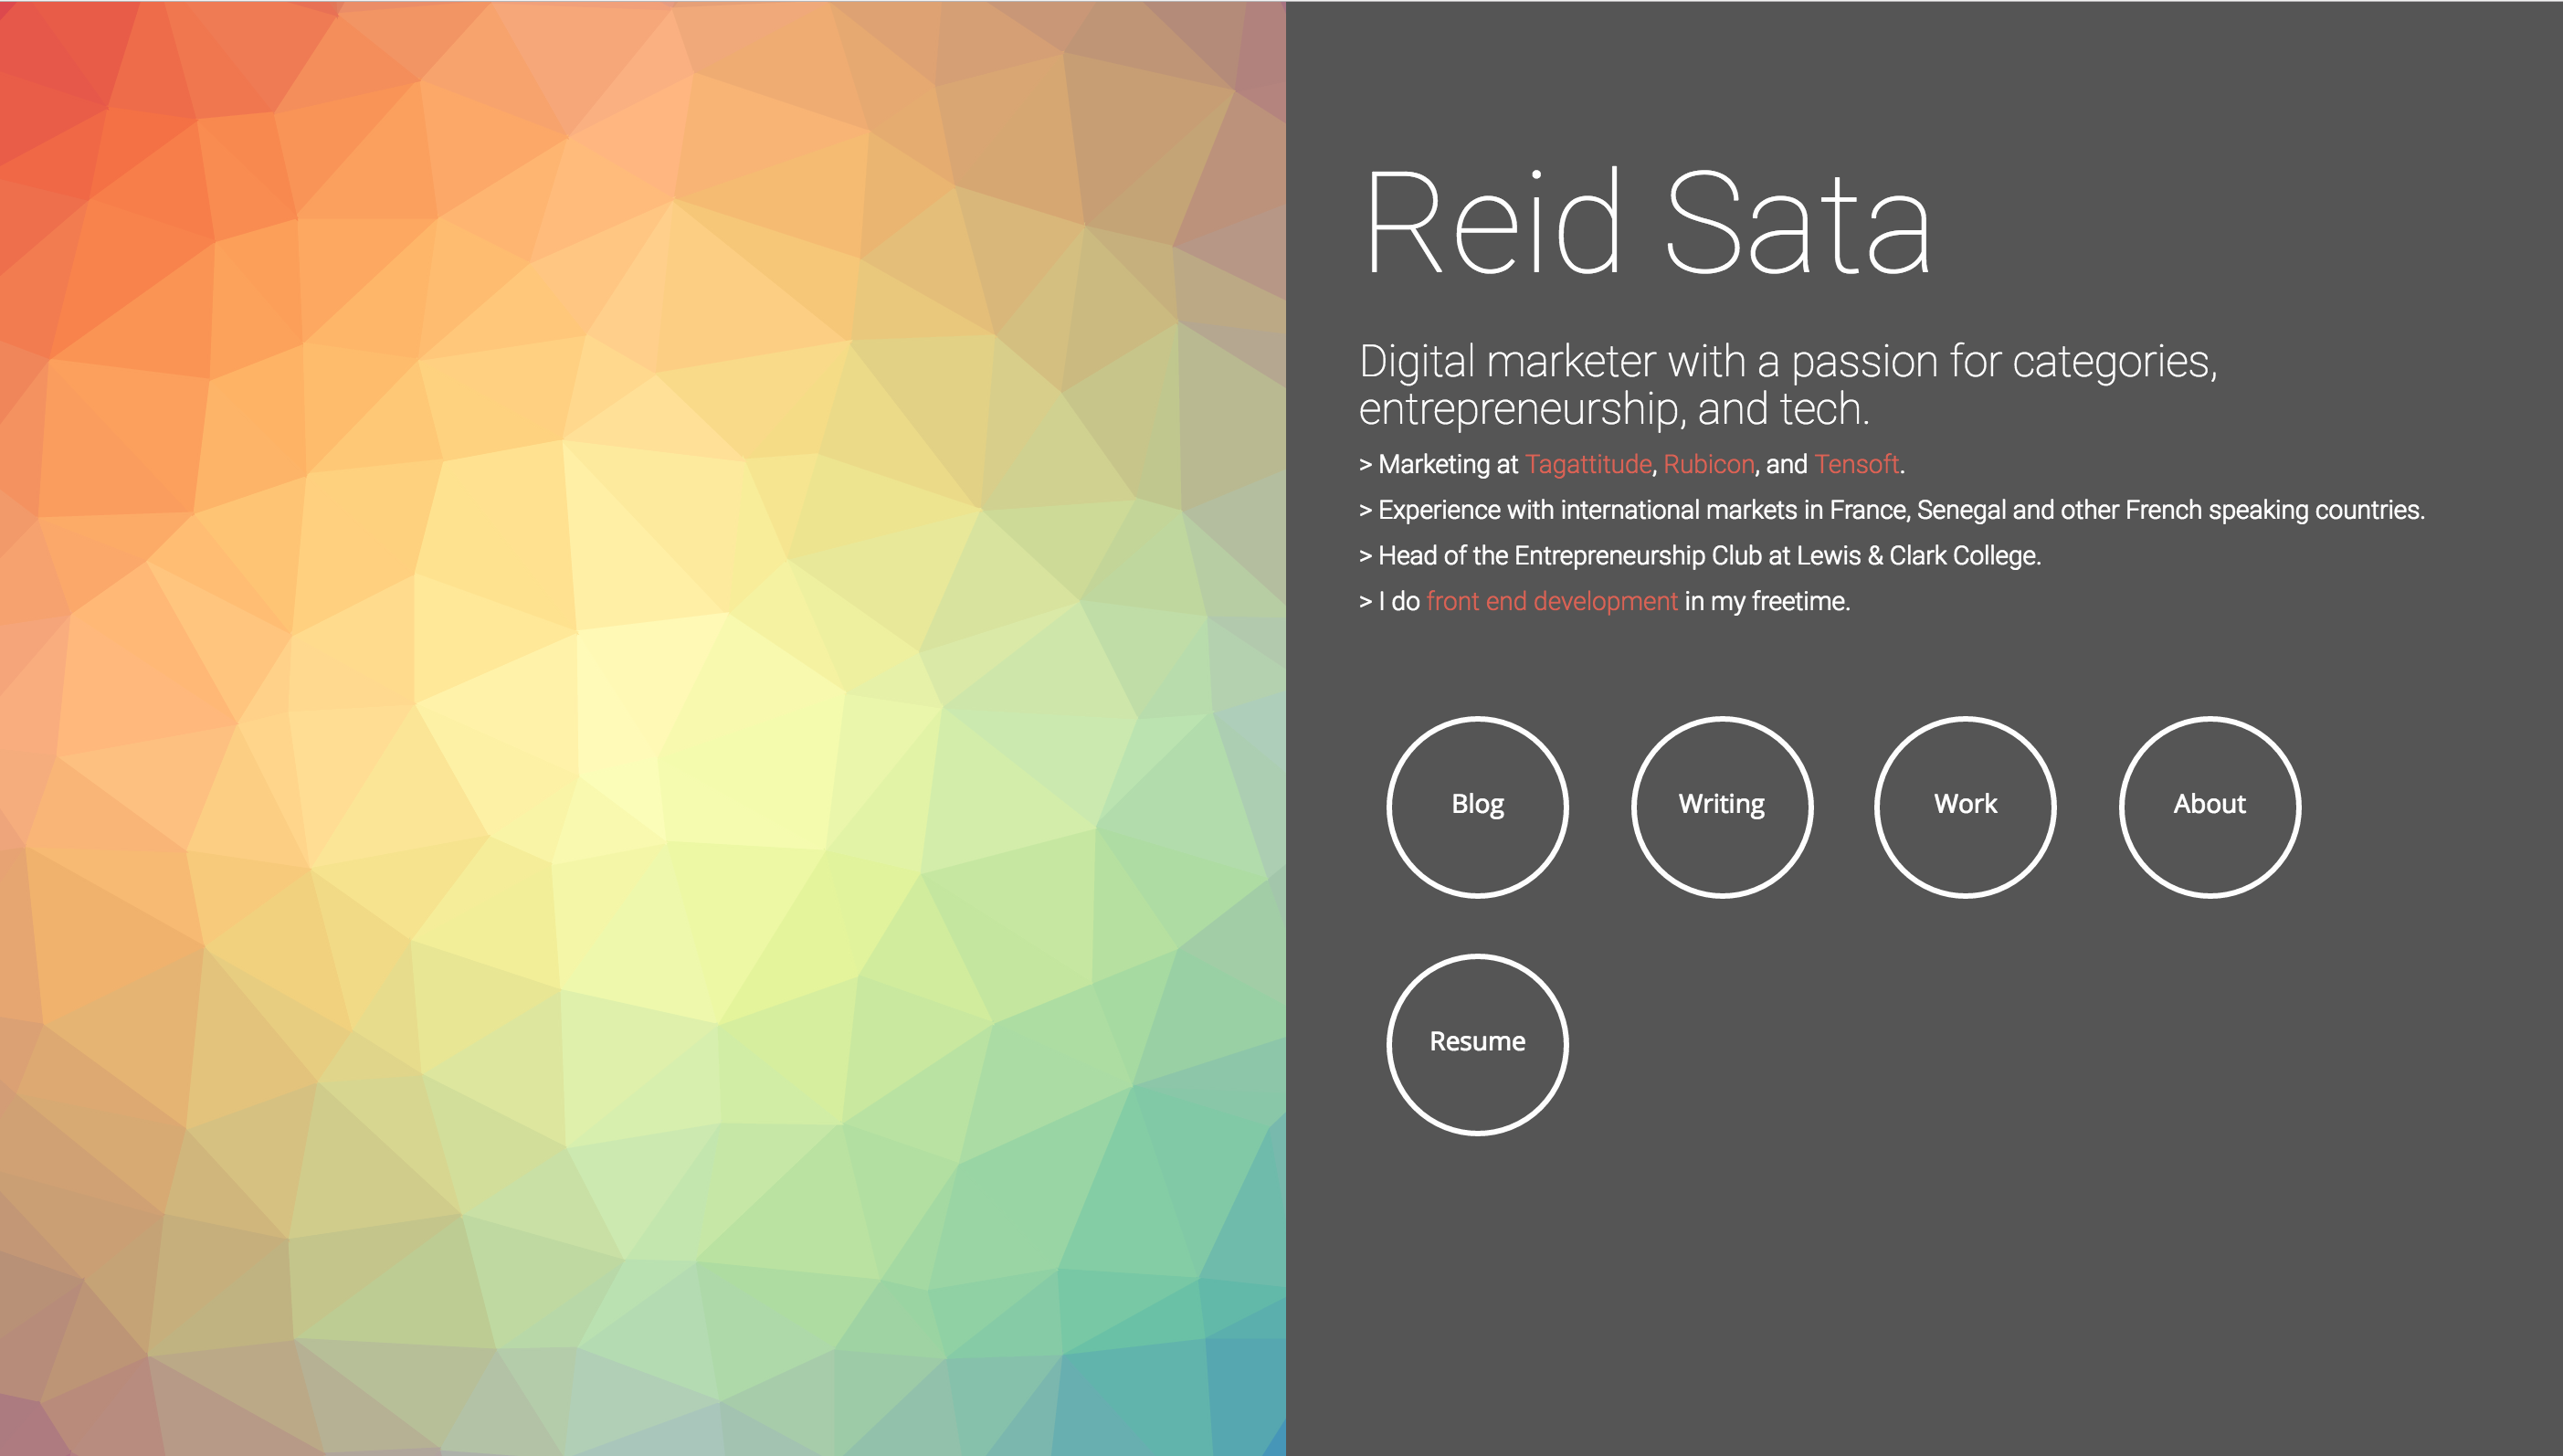 Reid Sata
Digital marketer with a passion for categories,
entrepreneurship, and tech.
> Marketing at Tagattitude, Rubicon, and Tensoft.
> Experience with international markets in France, Senegal and other French speaking countries.
> Head of the Entrepreneurship Club at Lewis & Clark College.
> I do front end development in my freetime.
Blog
Writing
Work
About
Resume